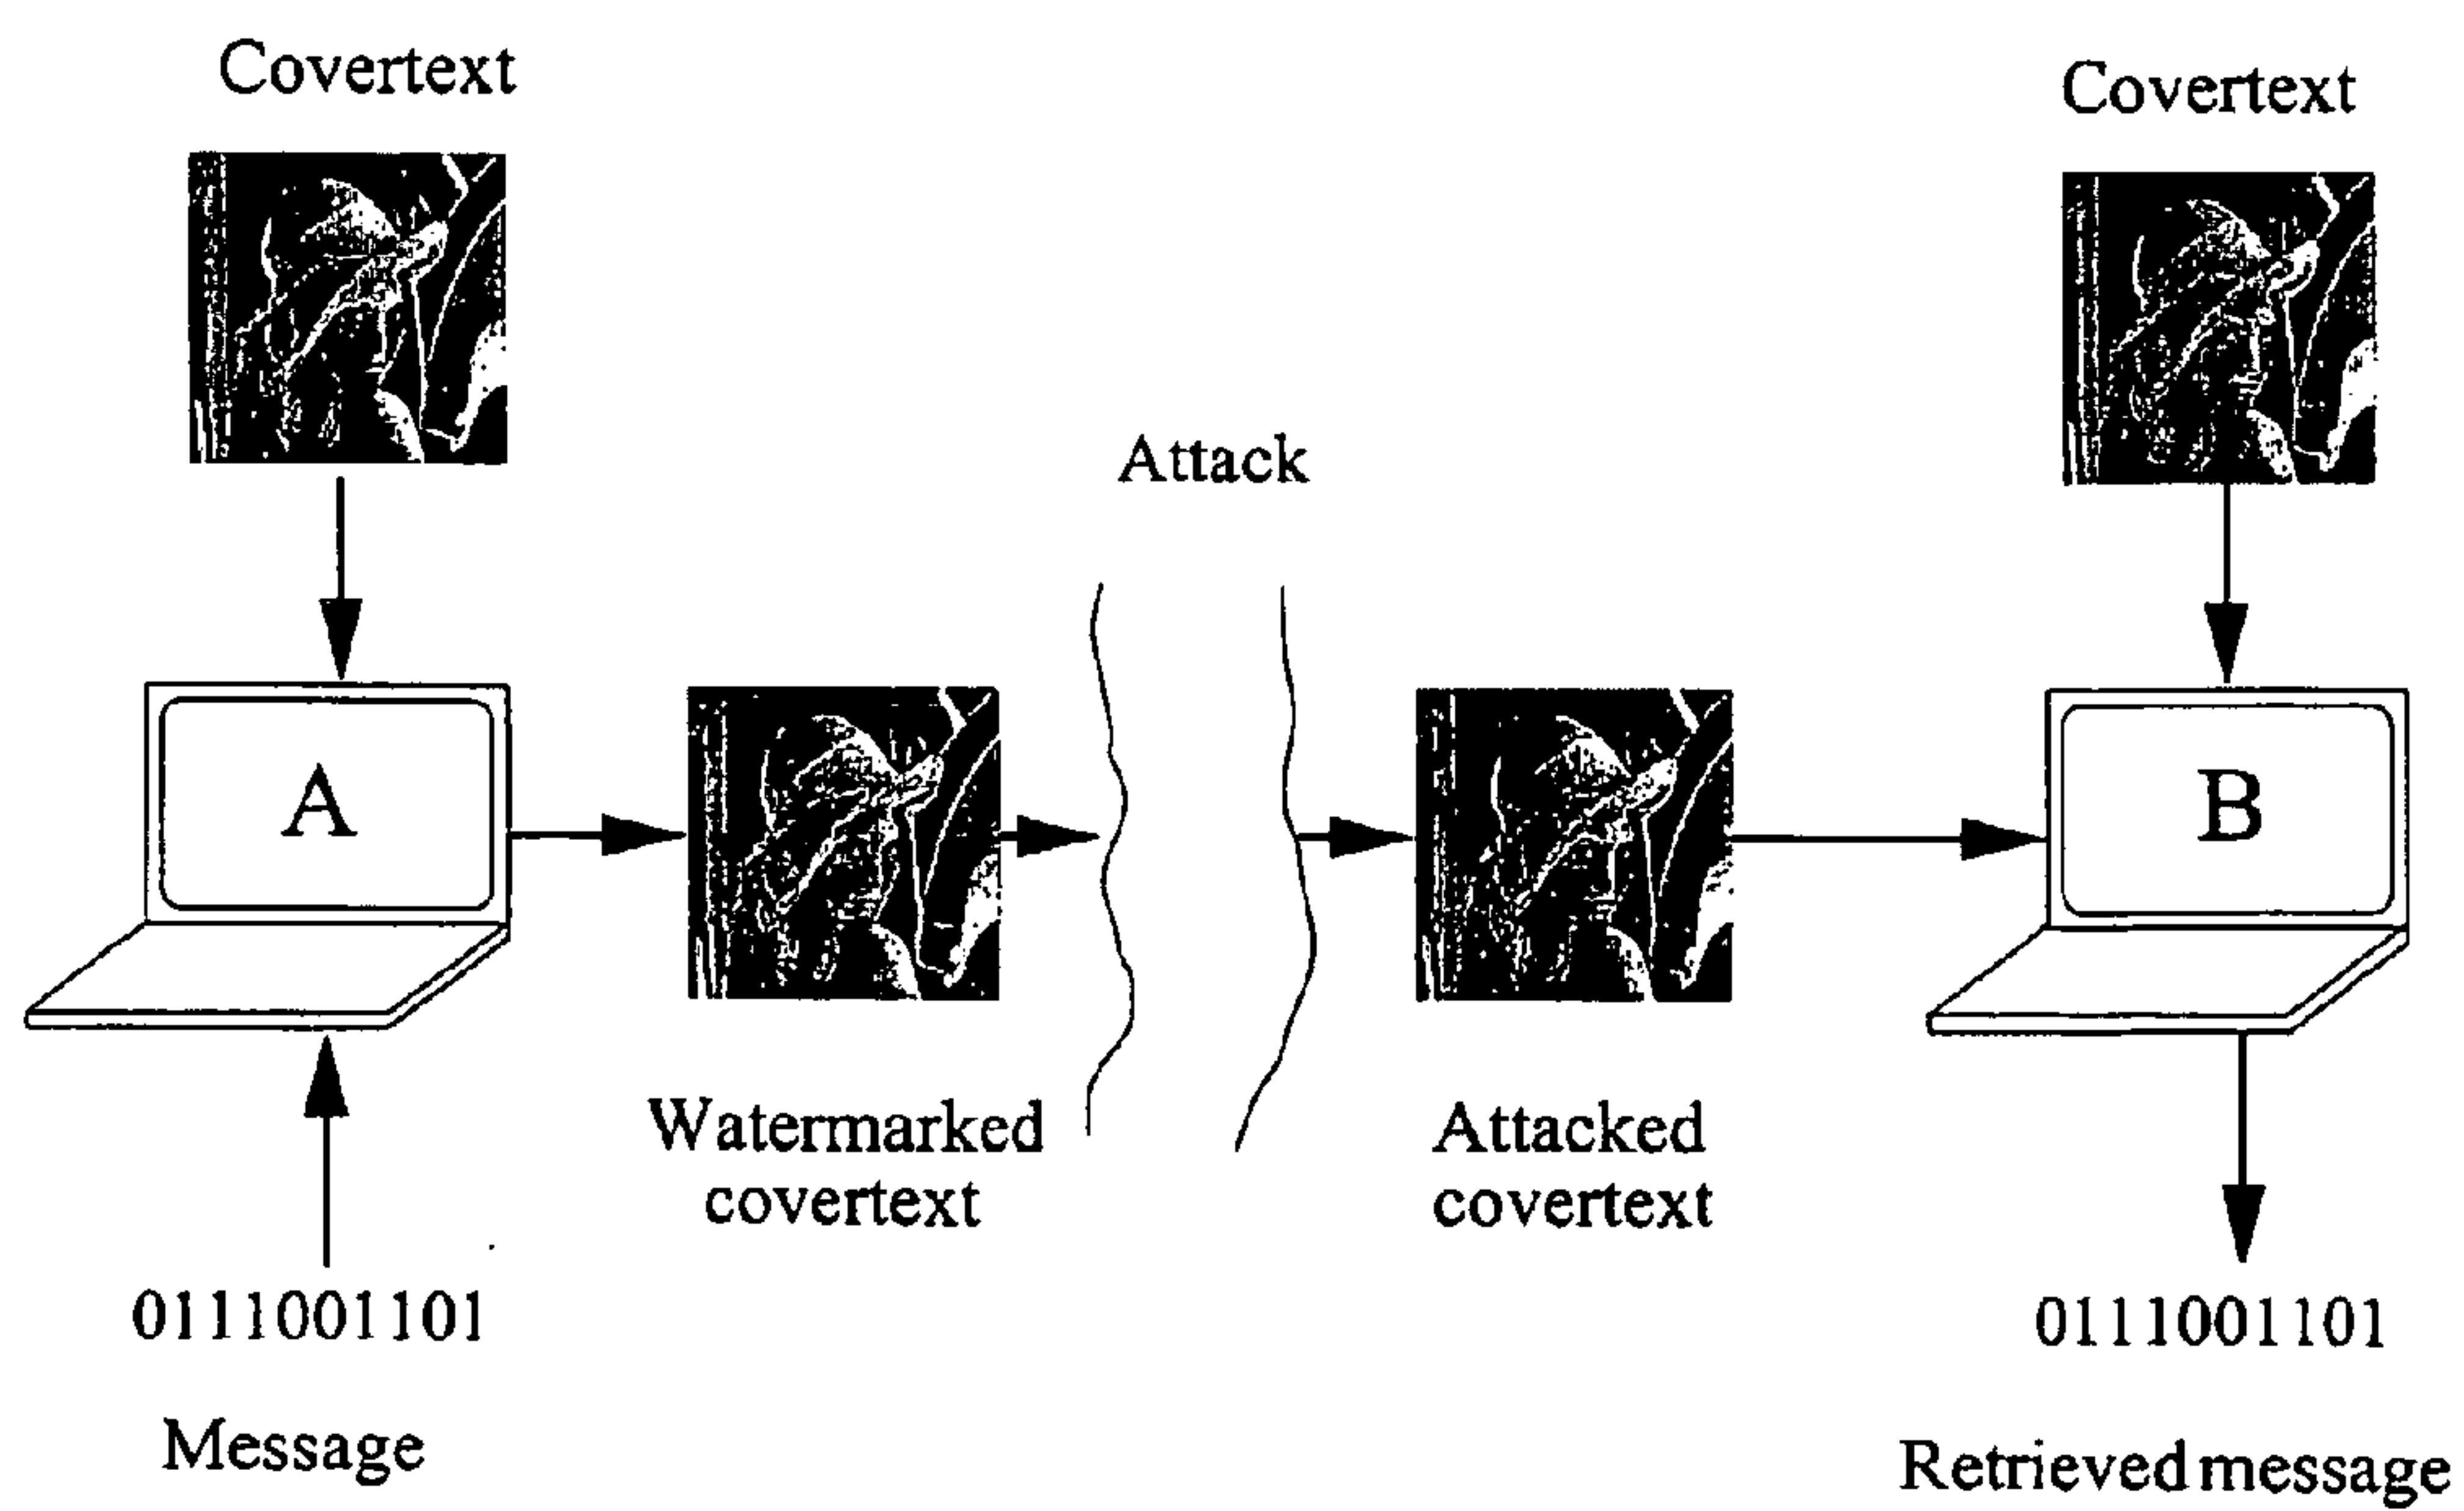 Covertext
Covertext
Attack
A
B
Watermarked
covertext
Attacked
covertext
0111001101
0111001101
Message
Retrieved message